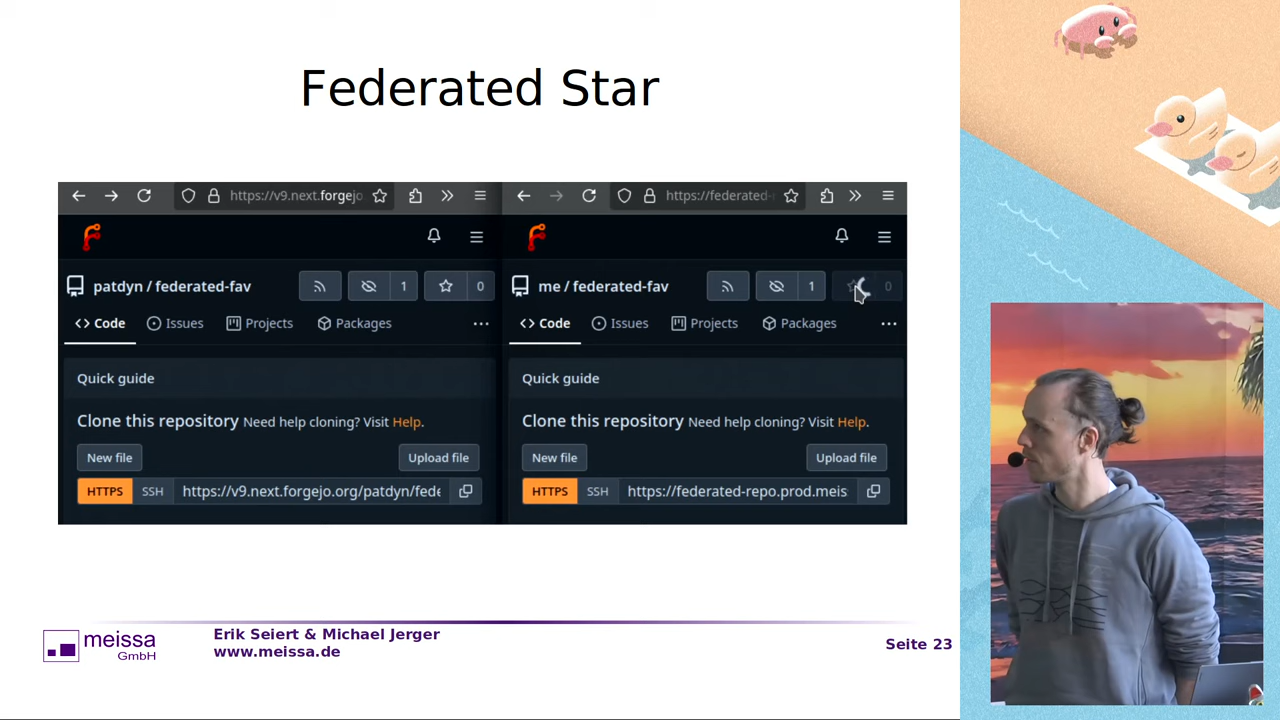 Federated Star
https://v9.next.forgejo
https://federated-
patdyn / federated-fav
1
0
me / federated-fav
1
0
Code
Issues
Projects
Packages
Code
Issues
Projects
Packages
Quick guide
Quick guide
Clone this repository Need help cloning? Visit Help.
Clone this repository Need help cloning? Visit Help.
New file
Upload file
New file
Upload file
HTTPS
SSH
https://v9.next.forgejo.org/patdyn/fede
HTTPS
SSH
https://federated-repo.prod.meis
meissa
GmbH
Erik Seiert & Michael Jerger
www.meissa.de
Seite 23